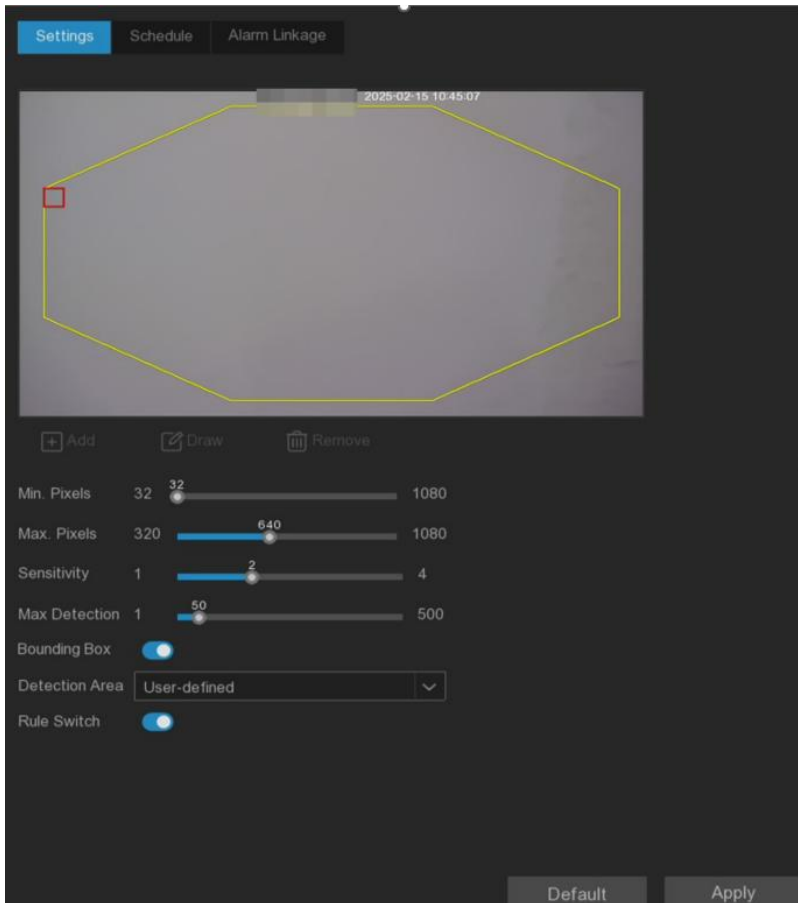 Settings Schedule Alarm Linkage
2025-02-15 10:45:07
Add Draw Remove
32
Min. Pixels 32 1080
640
Max. Pixels 320 1080
2
Sensitivity 1 4
50
Max Detection 1 500
Bounding Box
Detection Area User-defined
Rule Switch
Default Apply